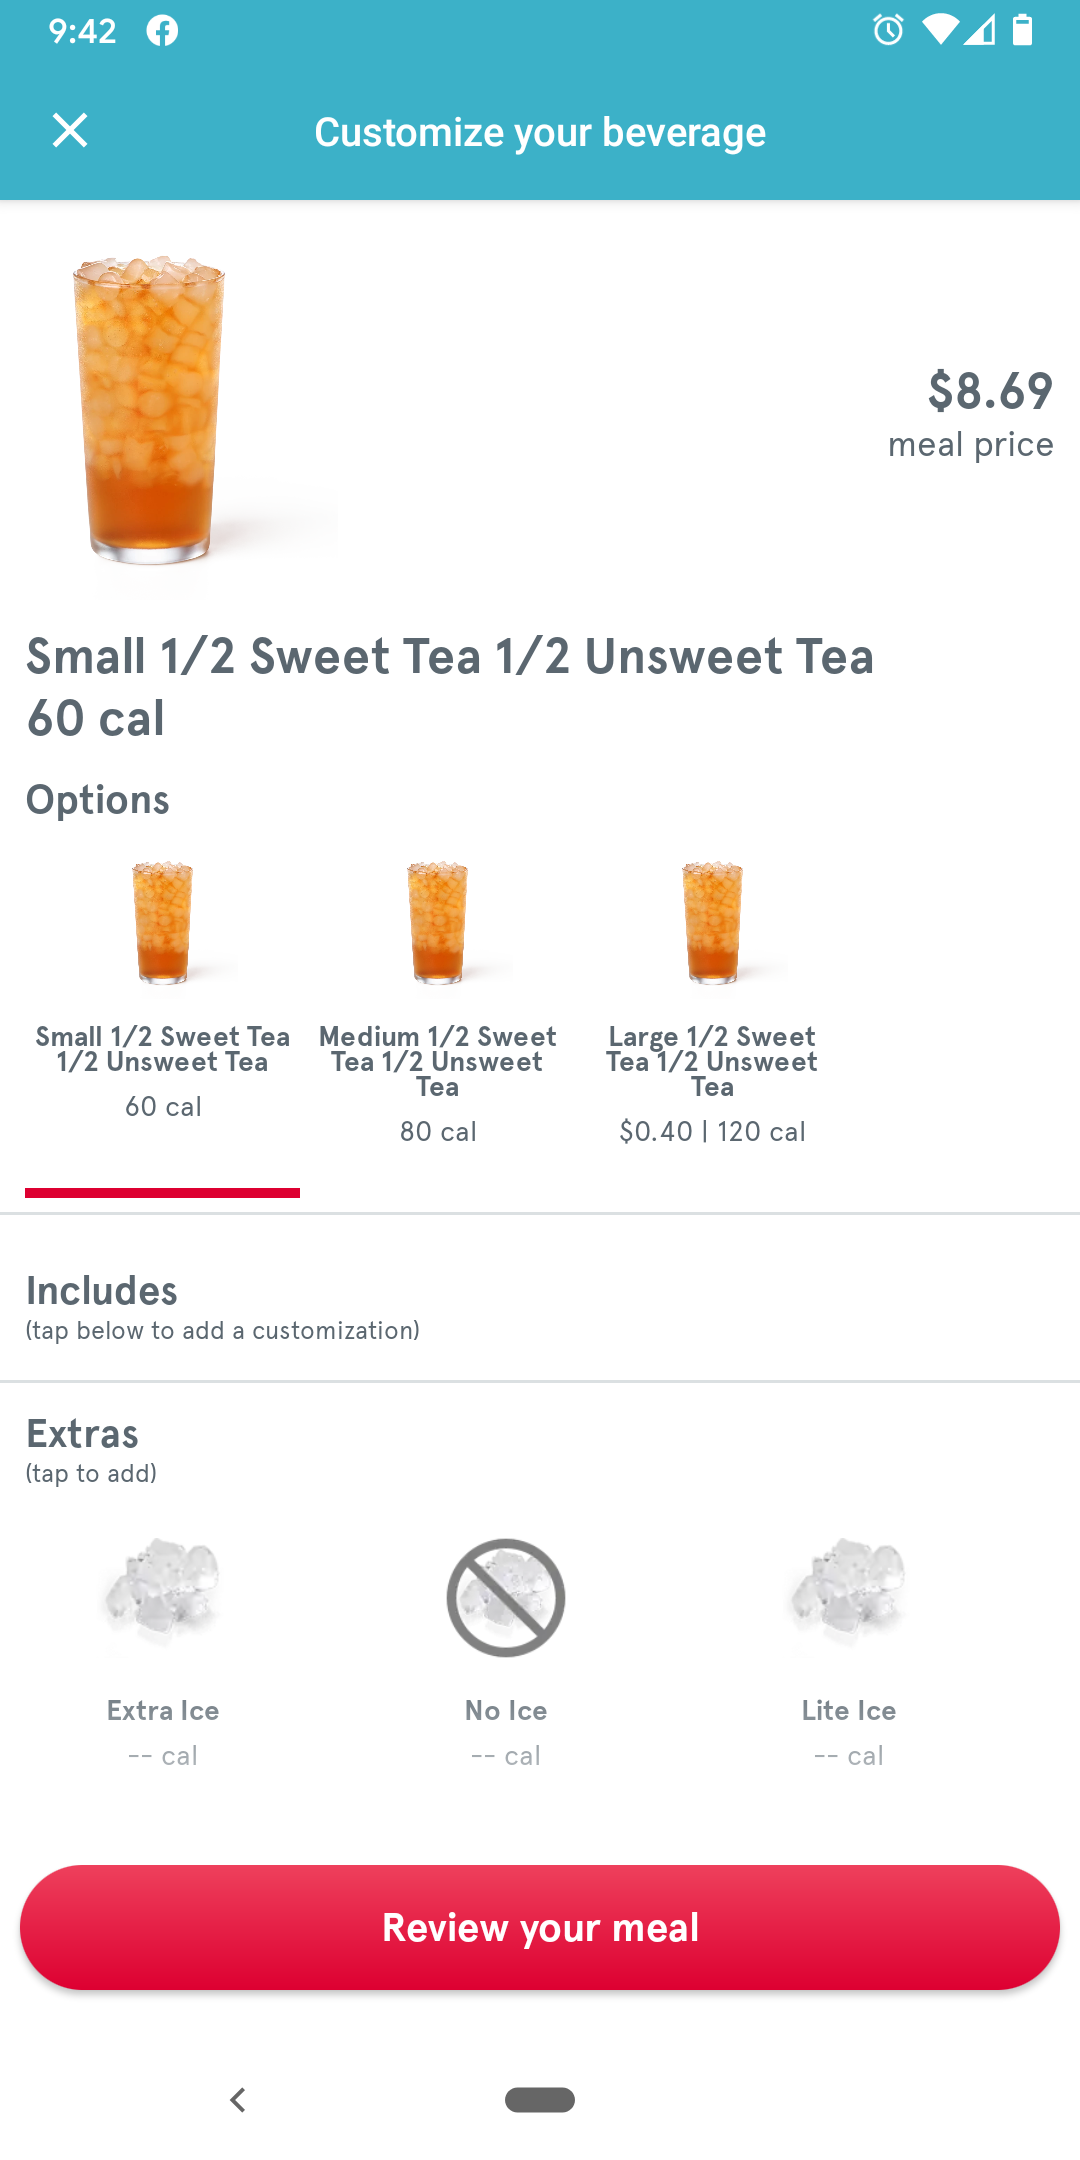 9:42
Customize your beverage
$8.69
meal price
Small 1/2 Sweet Tea 1/2 Unsweet Tea
60 cal
Options
Small 1/2 Sweet Tea
1/2 Unsweet Tea
60 cal
Medium 1/2 Sweet
Tea 1/2 Unsweet
Tea
80 cal
Large 1/2 Sweet
Tea 1/2 Unsweet
Tea
$0.40 | 120 cal
Includes
(tap below to add a customization)
Extras
(tap to add)
Extra Ice
-- cal
No Ice
-- cal
Lite Ice
-- cal
Review your meal